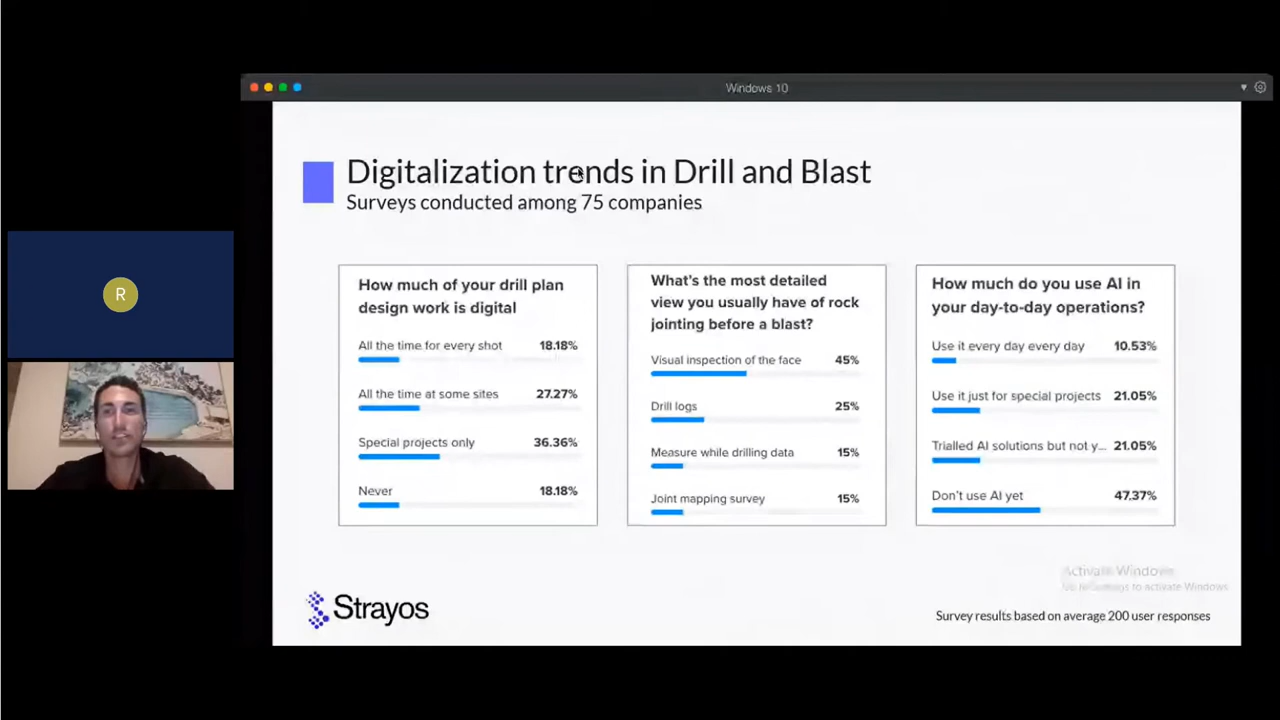 Windows 10
Digitalization trends in Drill and Blast
Surveys conducted among 75 companies
How much of your drill plan
design work is digital
All the time for every shot 18.18%
All the time at some sites 27.27%
Special projects only 36.36%
Never 18.18%
What's the most detailed
view you usually have of rock
jointing before a blast?
Visual inspection of the face 45%
Drill logs 25%
Measure while drilling data 15%
Joint mapping survey 15%
How much do you use AI in
your day-to-day operations?
Use it every day every day 10.53%
Use it just for special projects 21.05%
Trialled AI solutions but not y... 21.05%
Don't use AI yet 47.37%
R
Activate Windows
to activate Windows
Strayos
Survey results based on average 200 user responses